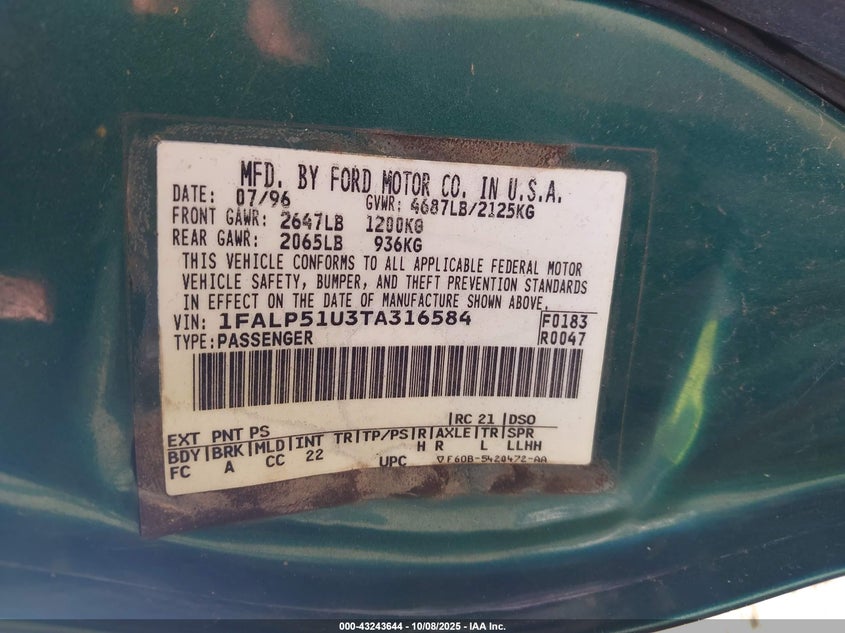 MFD. BY FORD MOTOR CO. IN U.S.A.
DATE: 07/96 GVWR: 4687LB/2125KG
FRONT GAWR: 2647LB 1200KG
REAR GAWR: 2065LB 936KG
THIS VEHICLE CONFORMS TO ALL APPLICABLE FEDERAL MOTOR
VEHICLE SAFETY, BUMPER, AND THEFT PREVENTION STANDARDS
IN EFFECT ON THE DATE OF MANUFACTURE SHOWN ABOVE.
VIN: 1FALP51U3TA316584 F0183
TYPE: PASSENGER R0047
RC 21 DSO
EXT PNT PS
BDY BRK MLD INT TR TP/PS R AXLE TR SPR
FC A CC 22 H R L LLHH
UPC F60B-5420472-AA
000-43243644 | 10/08/2025 - IAA Inc.